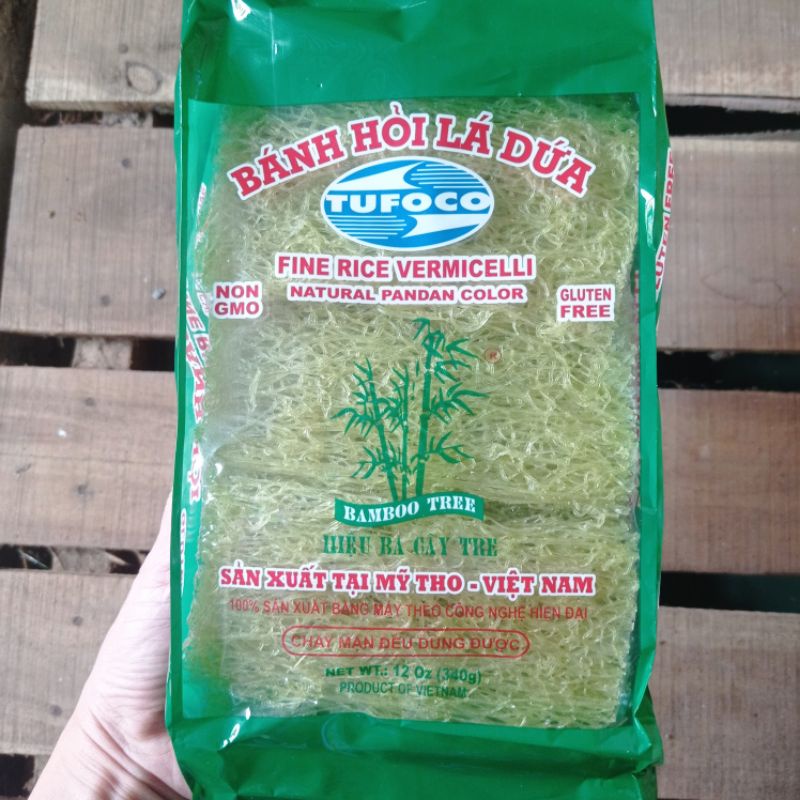 BÁNH HỎI LÁ DỨA
TUFOCO
FINE RICE VERMICELLI
NATURAL PANDAN COLOR
NON
GMO
GLUTEN
FREE
®
BAMBOO TREE
HIỆU BA CÂY TRE
SẢN XUẤT TẠI MỸ THO - VIỆT NAM
100% SẢN XUẤT BẰNG MÁY THEO CÔNG NGHỆ HIỆN ĐẠI
CHAY MẶN ĐỀU DÙNG ĐƯỢC
NET WT.: 12 Oz (340g)
PRODUCT OF VIETNAM